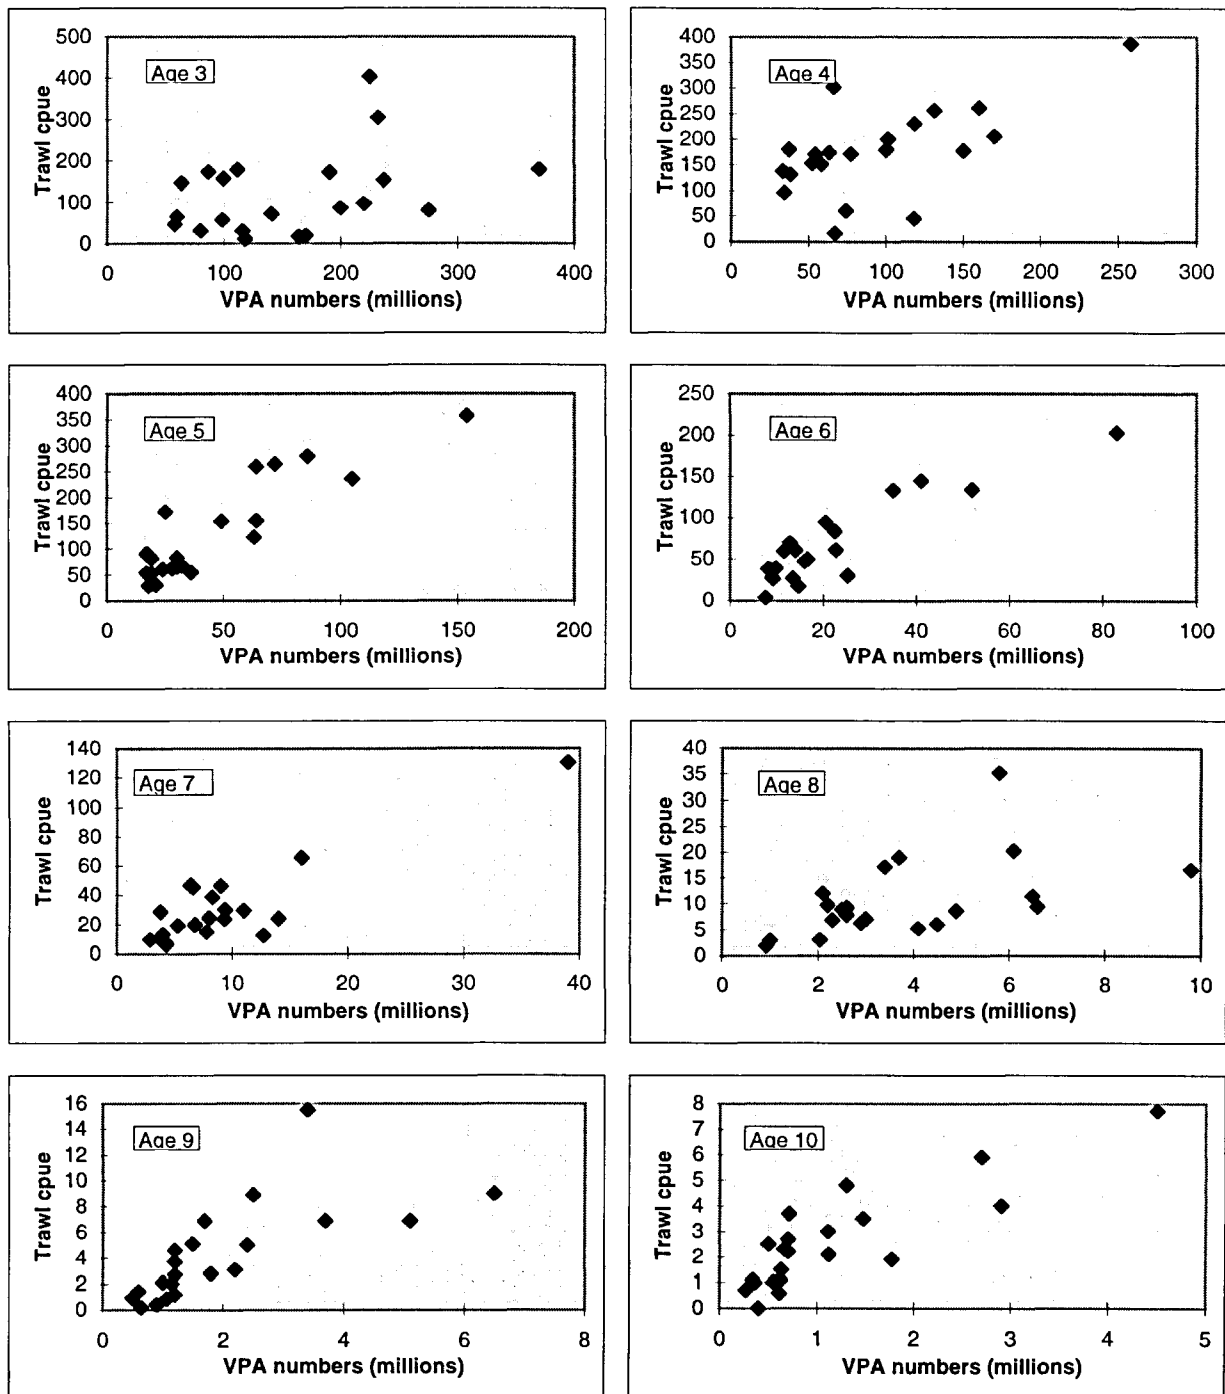 Age 3
Trawl cpue
500
400
300
200
100
0
0 100 200 300 400
VPA numbers (millions)
Age 4
Trawl cpue
400
350
300
250
200
150
100
50
0
0 50 100 150 200 250 300
VPA numbers (millions)
Age 5
Trawl cpue
400
350
300
250
200
150
100
50
0
0 50 100 150 200
VPA numbers (millions)
Age 6
Trawl cpue
250
200
150
100
50
0
0 20 40 60 80 100
VPA numbers (millions)
Age 7
Trawl cpue
140
120
100
80
60
40
20
0
0 10 20 30 40
VPA numbers (millions)
Age 8
Trawl cpue
40
35
30
25
20
15
10
5
0
0 2 4 6 8 10
VPA numbers (millions)
Age 9
Trawl cpue
16
14
12
10
8
6
4
2
0
0 2 4 6 8
VPA numbers (millions)
Age 10
Trawl cpue
8
7
6
5
4
3
2
1
0
0 1 2 3 4 5
VPA numbers (millions)